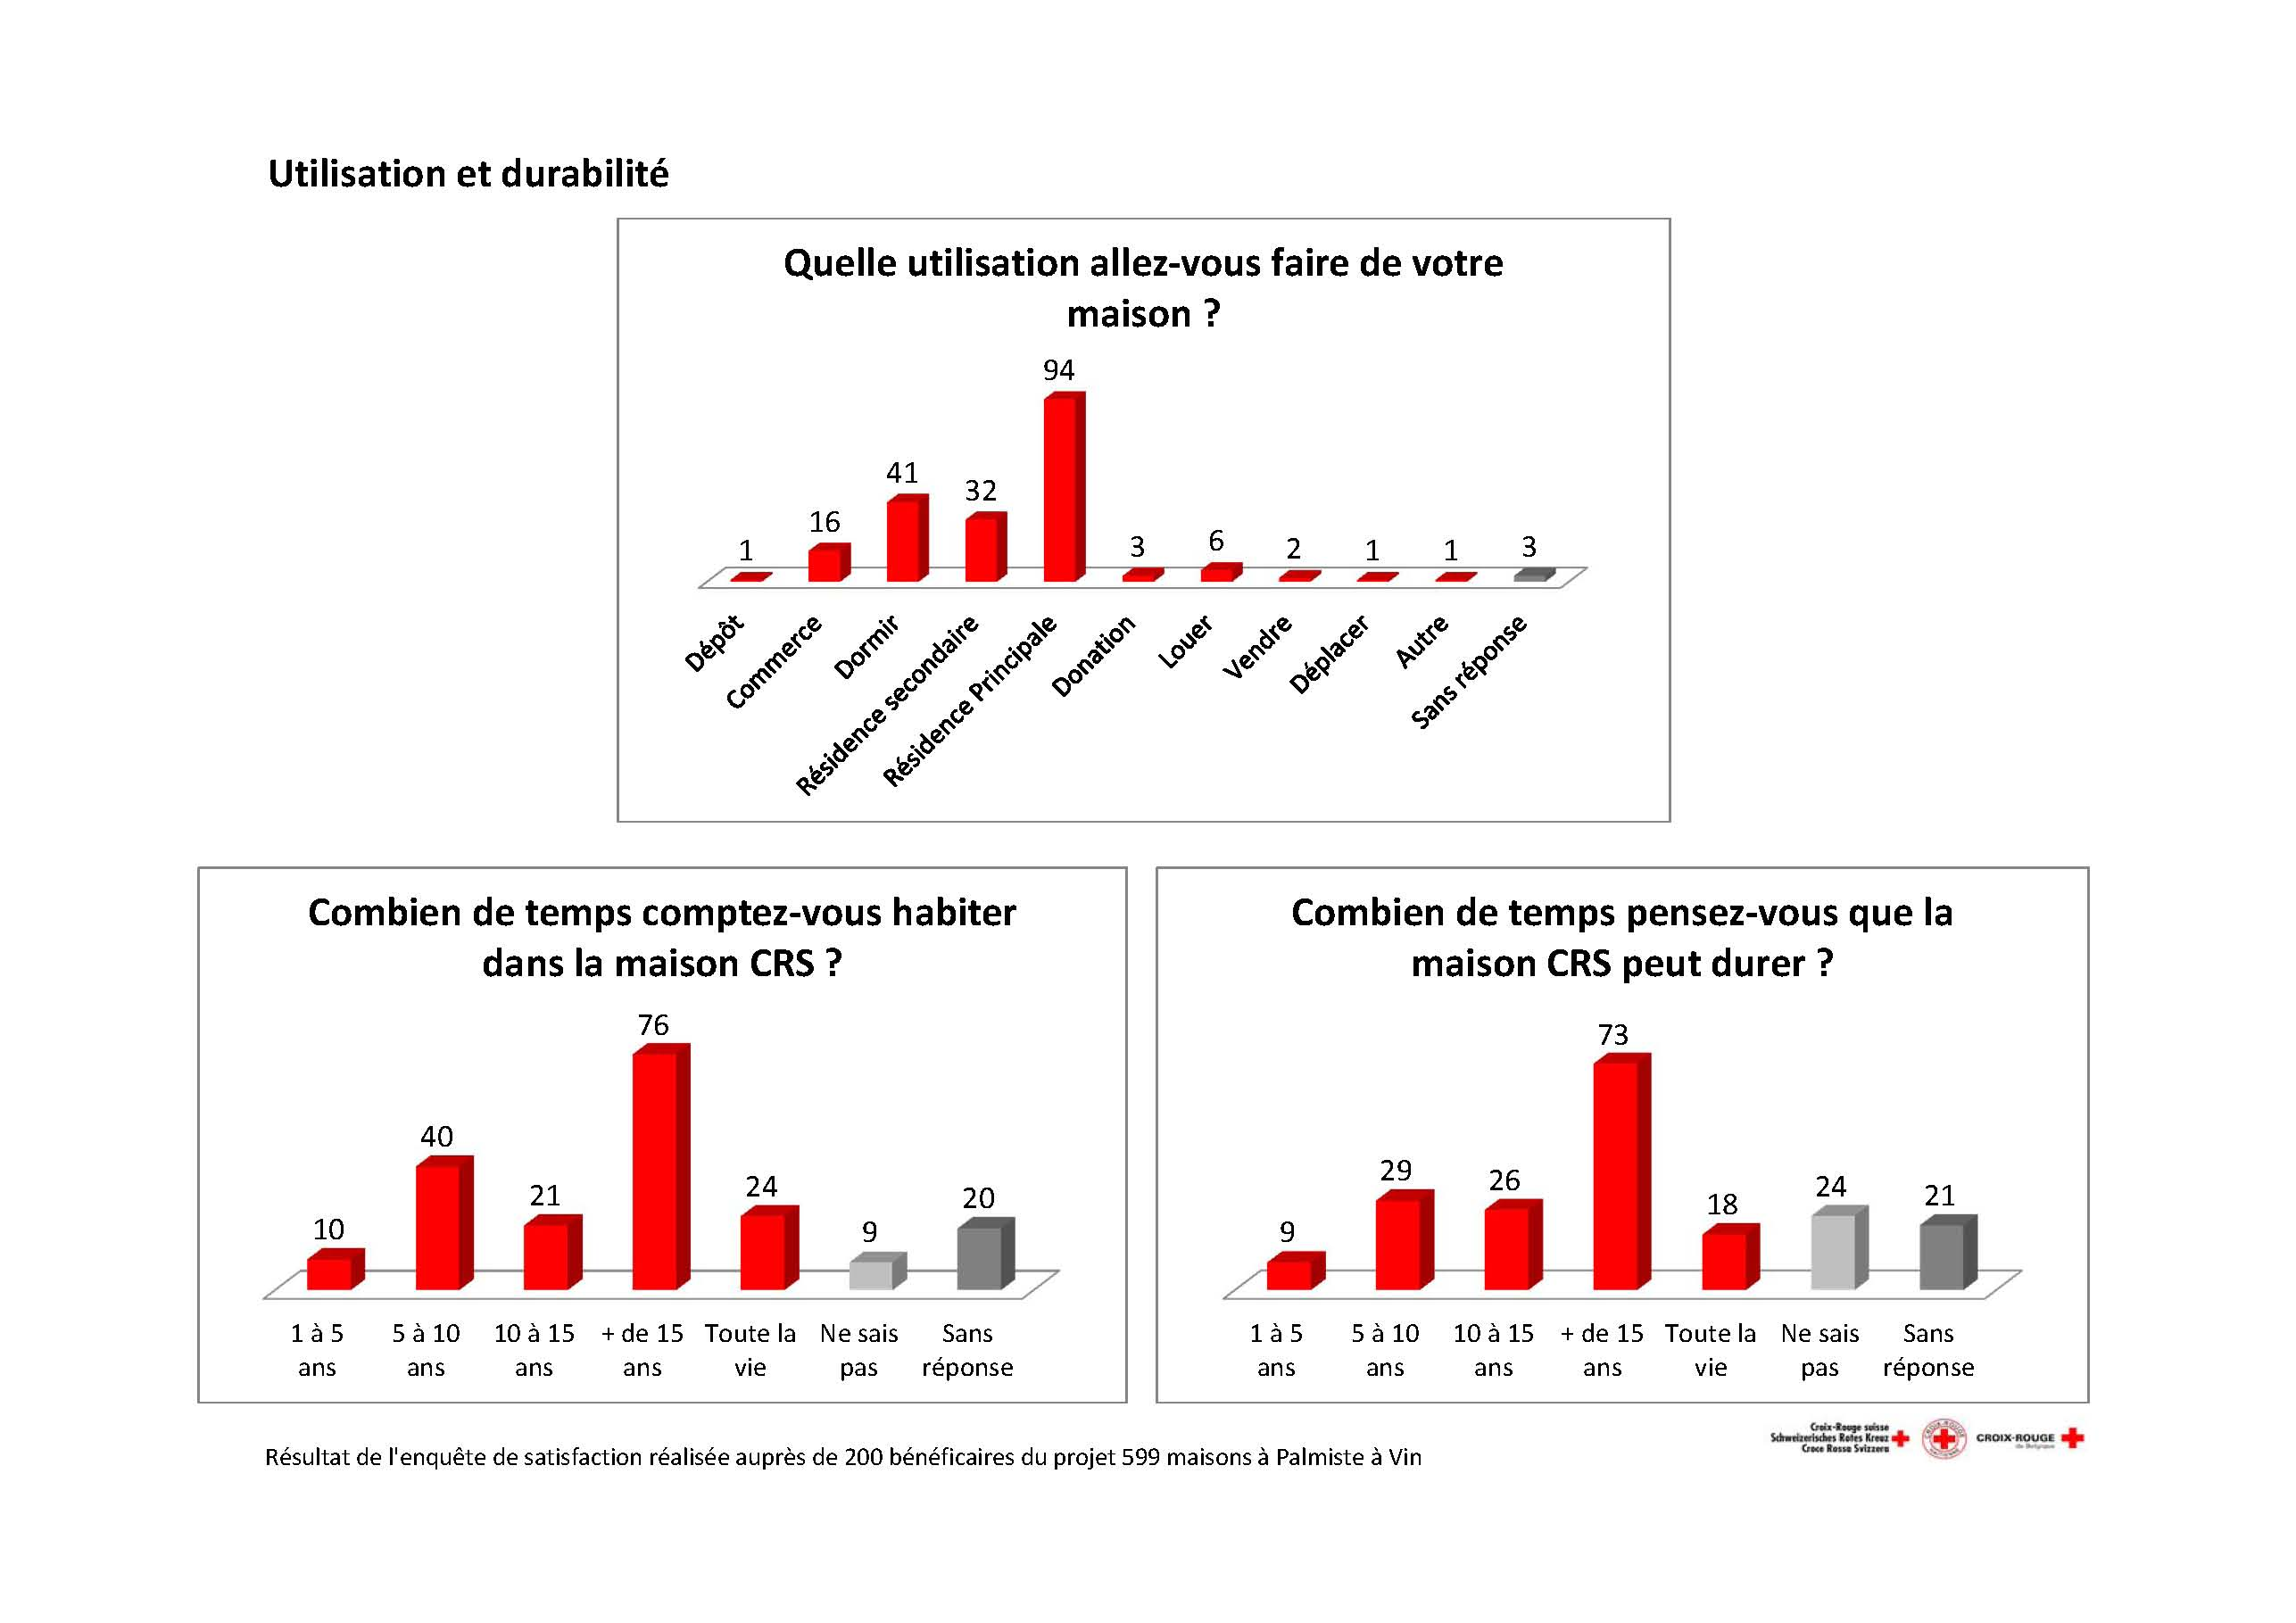 Utilisation et durabilité
Quelle utilisation allez-vous faire de votre
maison ?
94
41
32
16
1
3
6
2
1
1
3
Dépôt
Commerce
Dormir
Résidence secondaire
Résidence Principale
Donation
Louer
Vendre
Déplacer
Autre
Sans réponse
Combien de temps comptez-vous habiter
dans la maison CRS ?
76
40
21
24
20
10
9
1 à 5 5 à 10 10 à 15 + de 15 Toute la Ne sais Sans
ans ans ans ans vie pas réponse
Combien de temps pensez-vous que la
maison CRS peut durer ?
73
29
26
24
18
21
9
1 à 5 5 à 10 10 à 15 + de 15 Toute la Ne sais Sans
ans ans ans ans vie pas réponse
Résultat de l'enquête de satisfaction réalisée auprès de 200 bénéficaires du projet 599 maisons à Palmiste à Vin
Croix-Rouge suisse
Schweizerisches Rotes Kreuz
Croce Rossa Svizzera
CROIX-ROUGE
de Belgique